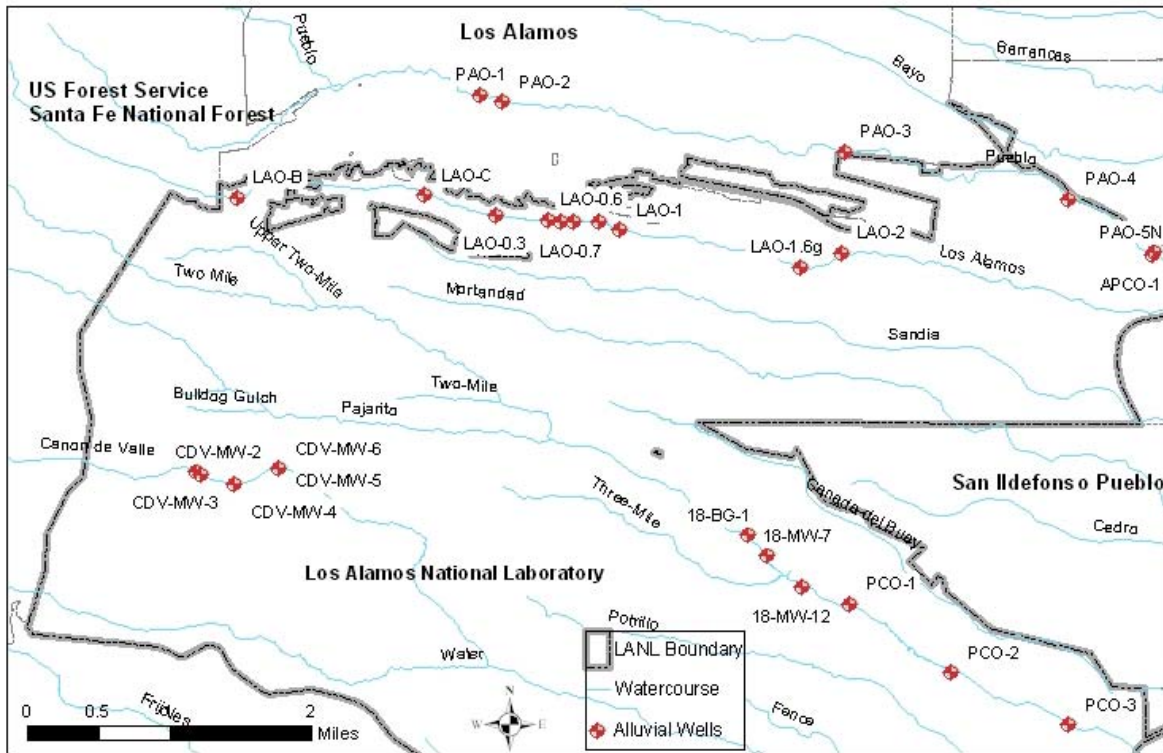 Los Alamos
Pueblo
Barrancas
Bayo
US Forest Service
Santa Fe National Forest
PAO-1
PAO-2
PAO-3
Pueblo
PAO-4
LAO-B
LAO-C
LAO-0.6
LAO-1
LAO-0.3
LAO-0.7
LAO-1.6g
LAO-2
PAO-5N
APCO-1
Los Alamos
Upper Two-Mile
Two Mile
Mortandad
Sandia
Two-Mile
Bulldog Gulch
Pajarito
Canon de Valle
CDV-MW-2
CDV-MW-6
CDV-MW-5
CDV-MW-3
CDV-MW-4
San Ildefonso Pueblo
Three-Mile
Canada del Buey
Cedro
18-BG-1
18-MW-7
PCO-1
18-MW-12
Los Alamos National Laboratory
Potrillo
Water
PCO-2
PCO-3
Fence
Frijoles
LANL Boundary
Watercourse
Alluvial Wells
0 0.5 2
Miles
N
W E
S